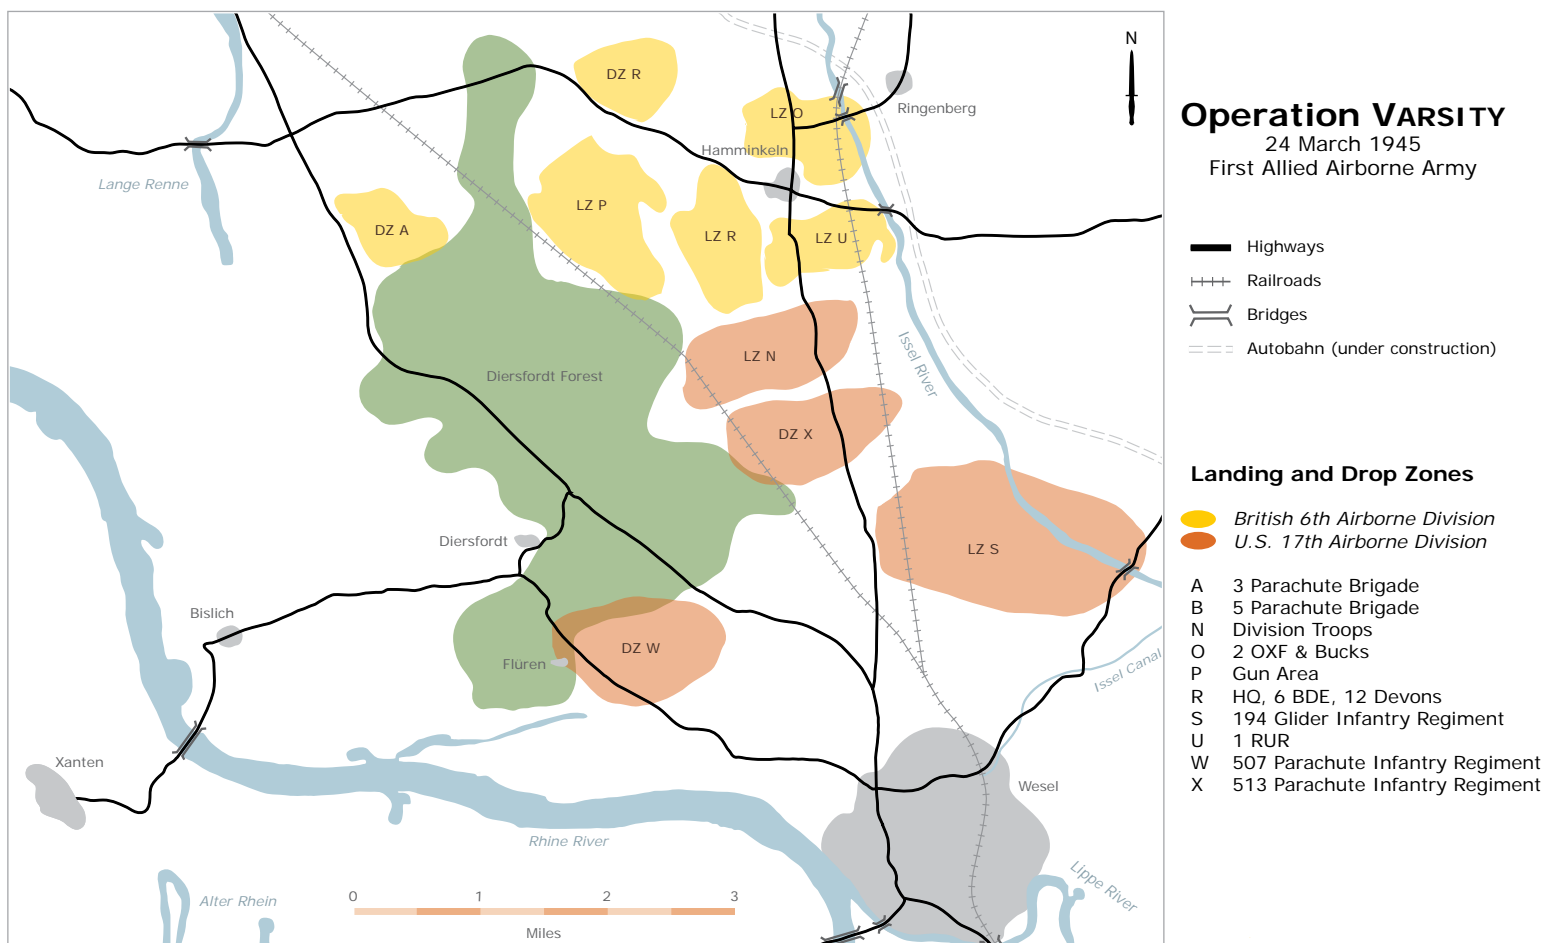 DZ R
N
LZ O
Ringenberg
Hamminkeln
Lange Renne
LZ P
DZ A
LZ R
LZ U
Issel River
LZ N
Diersfordt Forest
DZ X
Diersfordt
LZ S
Bislich
DZ W
Flüren
Issel Canal
Xanten
Wesel
Rhine River
Lippe River
Alter Rhein
0 1 2 3
Miles
Operation VARSITY
24 March 1945
First Allied Airborne Army
Highways
Railroads
Bridges
Autobahn (under construction)
Landing and Drop Zones
British 6th Airborne Division
U.S. 17th Airborne Division
A 3 Parachute Brigade
B 5 Parachute Brigade
N Division Troops
O 2 OXF & Bucks
P Gun Area
R HQ, 6 BDE, 12 Devons
S 194 Glider Infantry Regiment
U 1 RUR
W 507 Parachute Infantry Regiment
X 513 Parachute Infantry Regiment